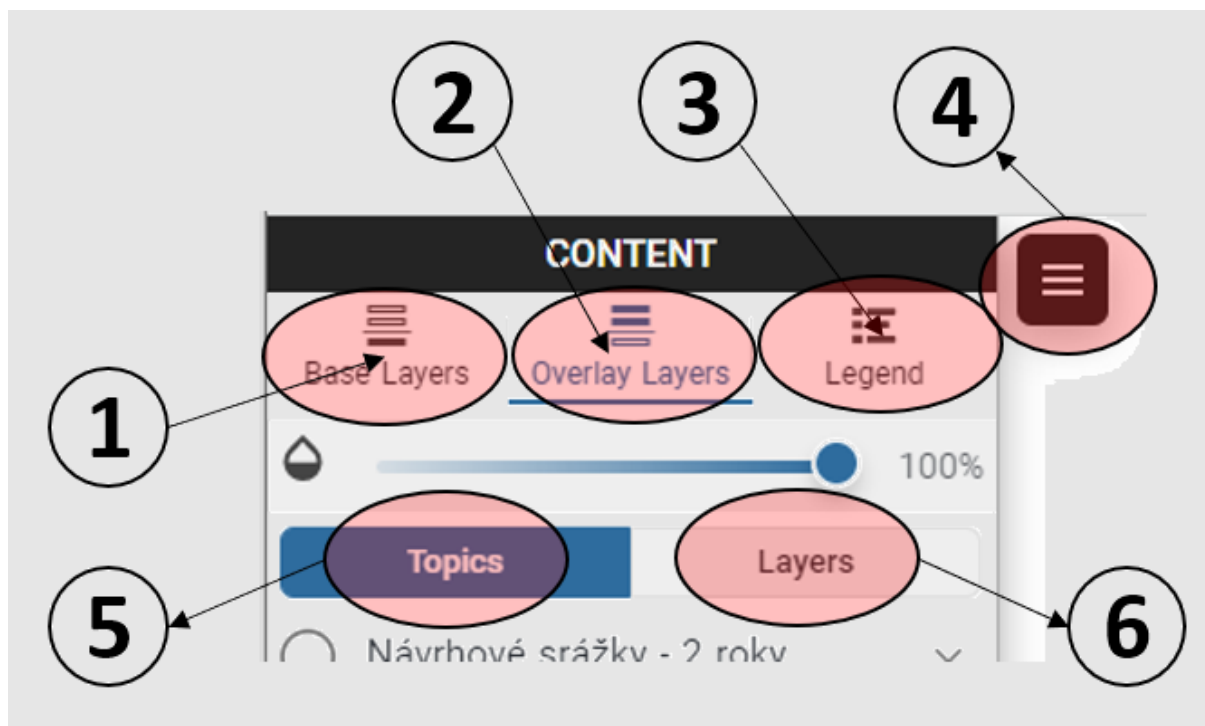 2 3 4
CONTENT
Base Layers Overlay Layers Legend
1
100%
Topics Layers
5 6
Návrhové srážky - 2 roky